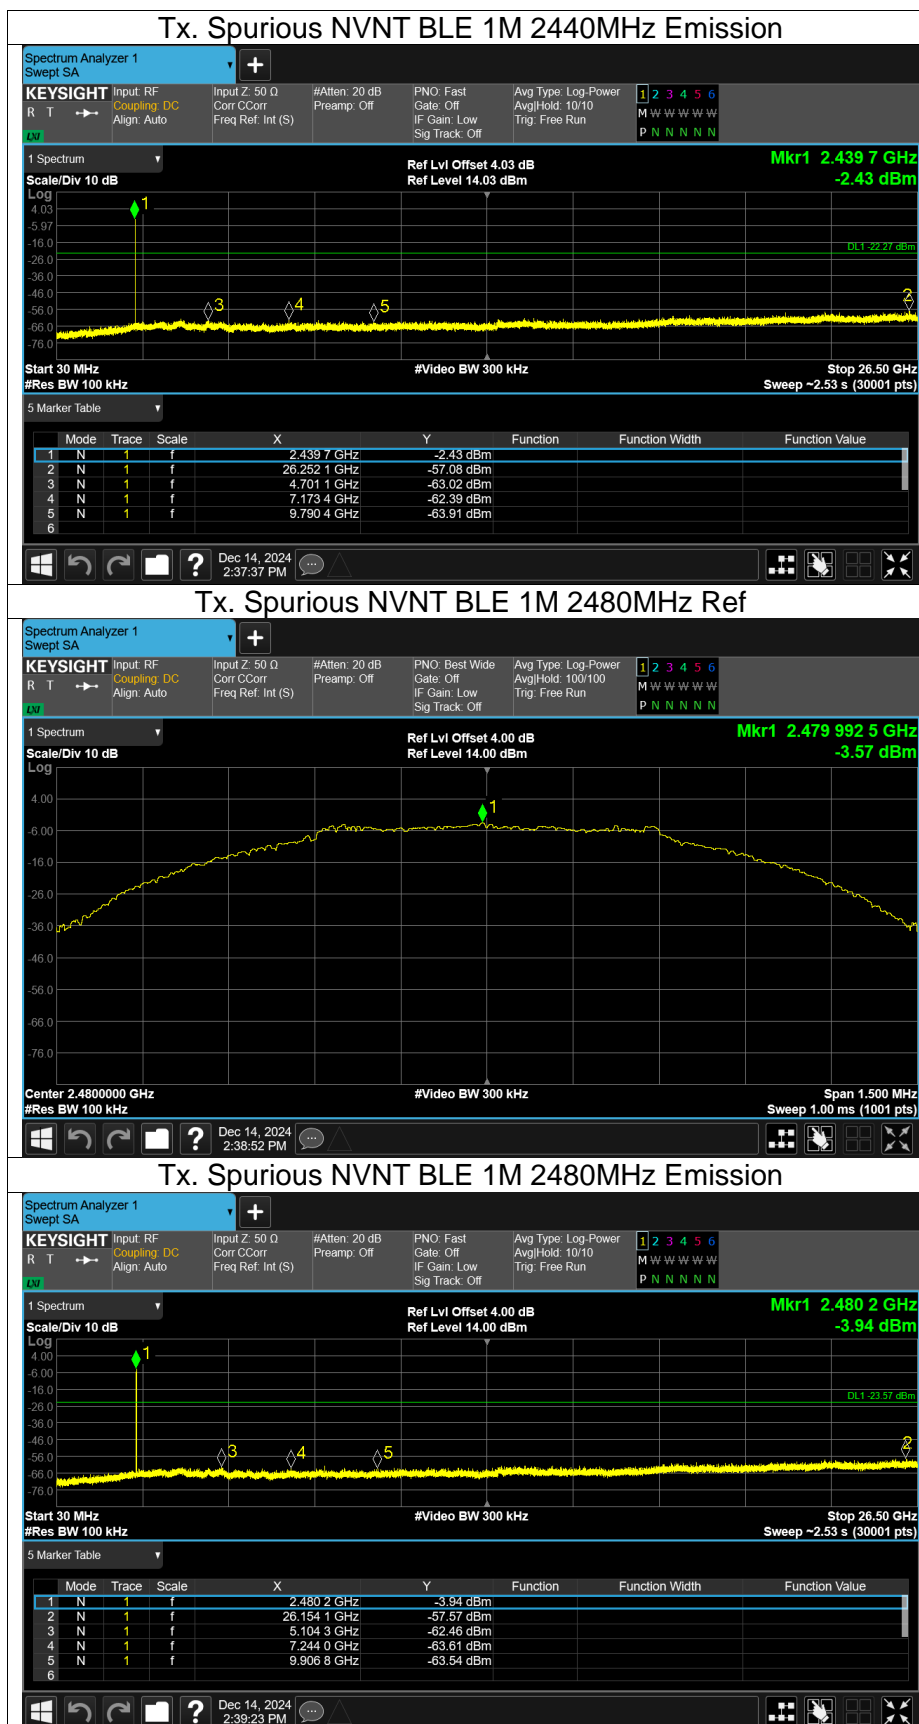 Tx. Spurious NVNT BLE 1M 2440MHz Emission
Spectrum Analyzer 1
Swept SA
KEYSIGHT Input: RF Input Z: 50 Ω #Atten: 20 dB PNO: Fast Avg Type: Log-Power 1 2 3 4 5 6
R T Coupling: DC Corr CCorr Preamp: Off Gate: Off Avg|Hold: 10/10 M W W W W W
Align: Auto Freq Ref: Int (S) IF Gain: Low Trig: Free Run
LXI Sig Track: Off P N N N N N
1 Spectrum Ref Lvl Offset 4.03 dB Mkr1 2.439 7 GHz
Scale/Div 10 dB Ref Level 14.03 dBm -2.43 dBm
Log
4.03 1
-5.97
-16.0 DL1 -22.27 dBm
-26.0
-36.0
-46.0 2
-56.0 3 4 5
-66.0
-76.0
Start 30 MHz #Video BW 300 kHz Stop 26.50 GHz
#Res BW 100 kHz Sweep ~2.53 s (30001 pts)
5 Marker Table
Mode Trace Scale X Y Function Function Width Function Value
1 N 1 f 2.439 7 GHz -2.43 dBm
2 N 1 f 26.252 1 GHz -57.08 dBm
3 N 1 f 4.701 1 GHz -63.02 dBm
4 N 1 f 7.173 4 GHz -62.39 dBm
5 N 1 f 9.790 4 GHz -63.91 dBm
6
? Dec 14, 2024
2:37:37 PM
Tx. Spurious NVNT BLE 1M 2480MHz Ref
Spectrum Analyzer 1
Swept SA
KEYSIGHT Input: RF Input Z: 50 Ω #Atten: 20 dB PNO: Best Wide Avg Type: Log-Power 1 2 3 4 5 6
R T Coupling: DC Corr CCorr Preamp: Off Gate: Off Avg|Hold: 100/100 M W W W W W
Align: Auto Freq Ref: Int (S) IF Gain: Low Trig: Free Run
LXI Sig Track: Off P N N N N N
1 Spectrum Ref Lvl Offset 4.00 dB Mkr1 2.479 992 5 GHz
Scale/Div 10 dB Ref Level 14.00 dBm -3.57 dBm
Log
4.00 1
-6.00
-16.0
-26.0
-36.0
-46.0
-56.0
-66.0
-76.0
Center 2.4800000 GHz #Video BW 300 kHz Span 1.500 MHz
#Res BW 100 kHz Sweep 1.00 ms (1001 pts)
? Dec 14, 2024
2:38:52 PM
Tx. Spurious NVNT BLE 1M 2480MHz Emission
Spectrum Analyzer 1
Swept SA
KEYSIGHT Input: RF Input Z: 50 Ω #Atten: 20 dB PNO: Fast Avg Type: Log-Power 1 2 3 4 5 6
R T Coupling: DC Corr CCorr Preamp: Off Gate: Off Avg|Hold: 10/10 M W W W W W
Align: Auto Freq Ref: Int (S) IF Gain: Low Trig: Free Run
LXI Sig Track: Off P N N N N N
1 Spectrum Ref Lvl Offset 4.00 dB Mkr1 2.480 2 GHz
Scale/Div 10 dB Ref Level 14.00 dBm -3.94 dBm
Log
4.00 1
-6.00
-16.0 DL1 -23.57 dBm
-26.0
-36.0
-46.0 2
-56.0 3 4 5
-66.0
-76.0
Start 30 MHz #Video BW 300 kHz Stop 26.50 GHz
#Res BW 100 kHz Sweep ~2.53 s (30001 pts)
5 Marker Table
Mode Trace Scale X Y Function Function Width Function Value
1 N 1 f 2.480 2 GHz -3.94 dBm
2 N 1 f 26.154 1 GHz -57.57 dBm
3 N 1 f 5.104 3 GHz -62.46 dBm
4 N 1 f 7.244 0 GHz -63.61 dBm
5 N 1 f 9.906 8 GHz -63.54 dBm
6
? Dec 14, 2024
2:39:23 PM